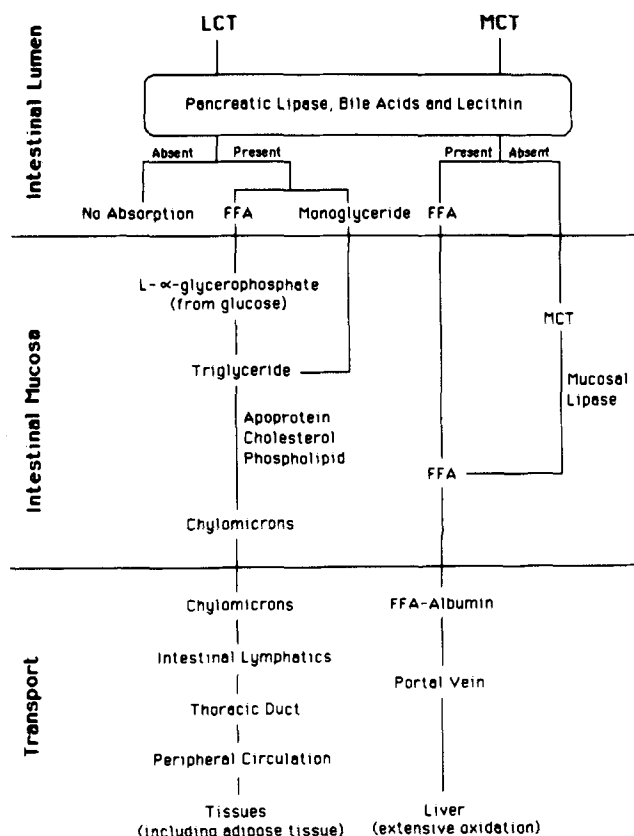 LCT
MCT
Intestinal Lumen
Pancreatic Lipase, Bile Acids and Lecithin
Absent
Present
Present
Absent
No Absorption
FFA
Monoglyceride
FFA
Intestinal Mucosa
L-α-glycerophosphate
(from glucose)
MCT
Triglyceride
Mucosal
Lipase
Apoprotein
Cholesterol
Phospholipid
FFA
Chylomicrons
Transport
Chylomicrons
FFA-Albumin
Intestinal Lymphatics
Portal Vein
Thoracic Duct
Peripheral Circulation
Tissues
(including adipose tissue)
Liver
(extensive oxidation)